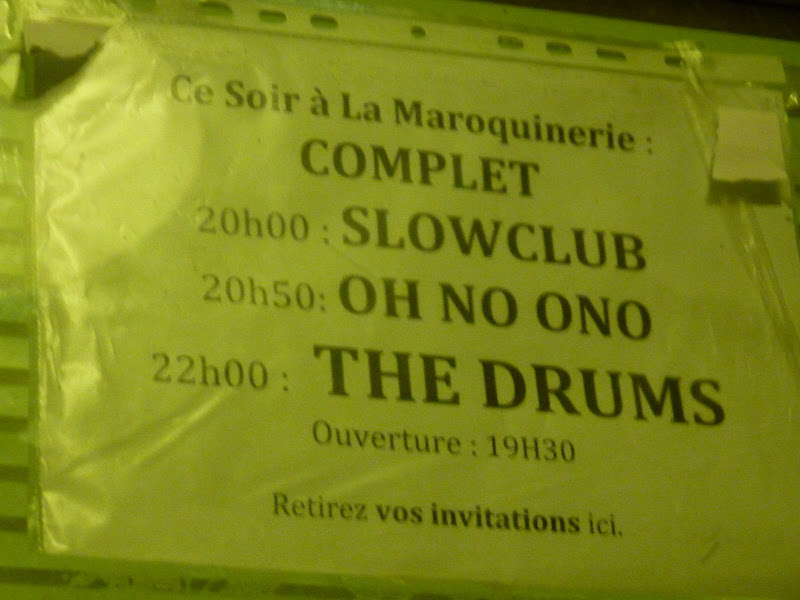 Ce Soir à La Maroquinerie :
COMPLET
20h00 : SLOWCLUB
20h50: OH NO ONO
22h00 : THE DRUMS
Ouverture : 19H30
Retirez vos invitations ici.